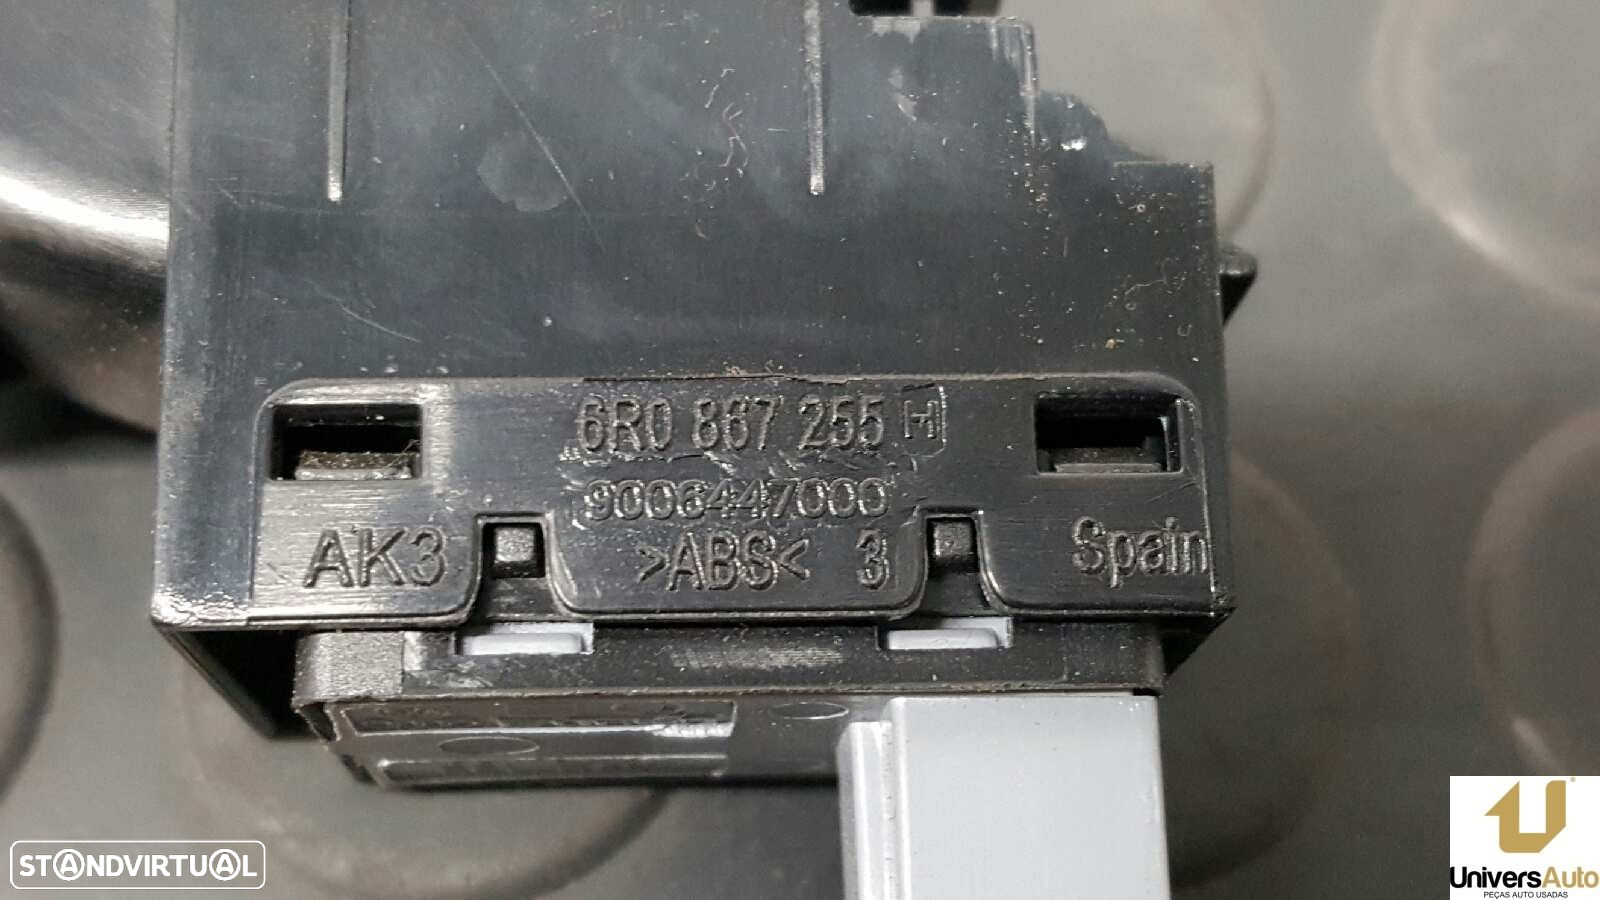 6R0 867 255 H
9006447000
AK3 >ABS< 3 Spain
STANDVIRTUAL
UniversAuto
PEÇAS AUTO USADAS